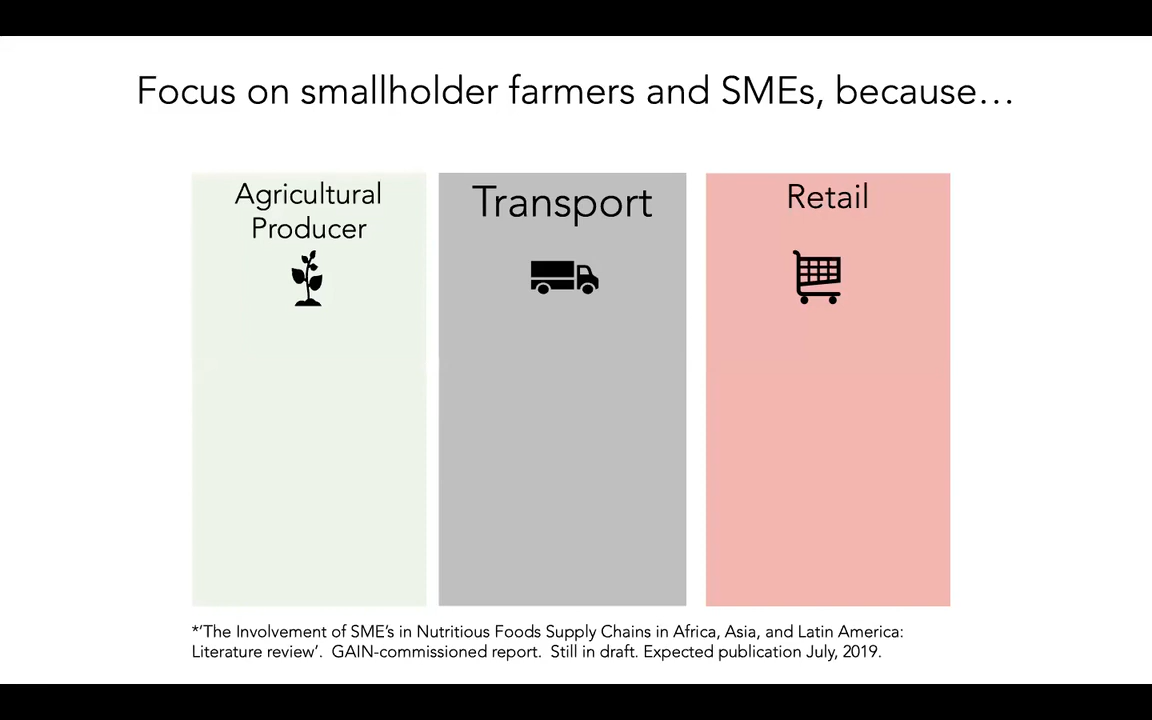 Focus on smallholder farmers and SMEs, because…
Agricultural
Producer
Transport
Retail
*‘The Involvement of SME’s in Nutritious Foods Supply Chains in Africa, Asia, and Latin America:
Literature review’.  GAIN-commissioned report.  Still in draft. Expected publication July, 2019.